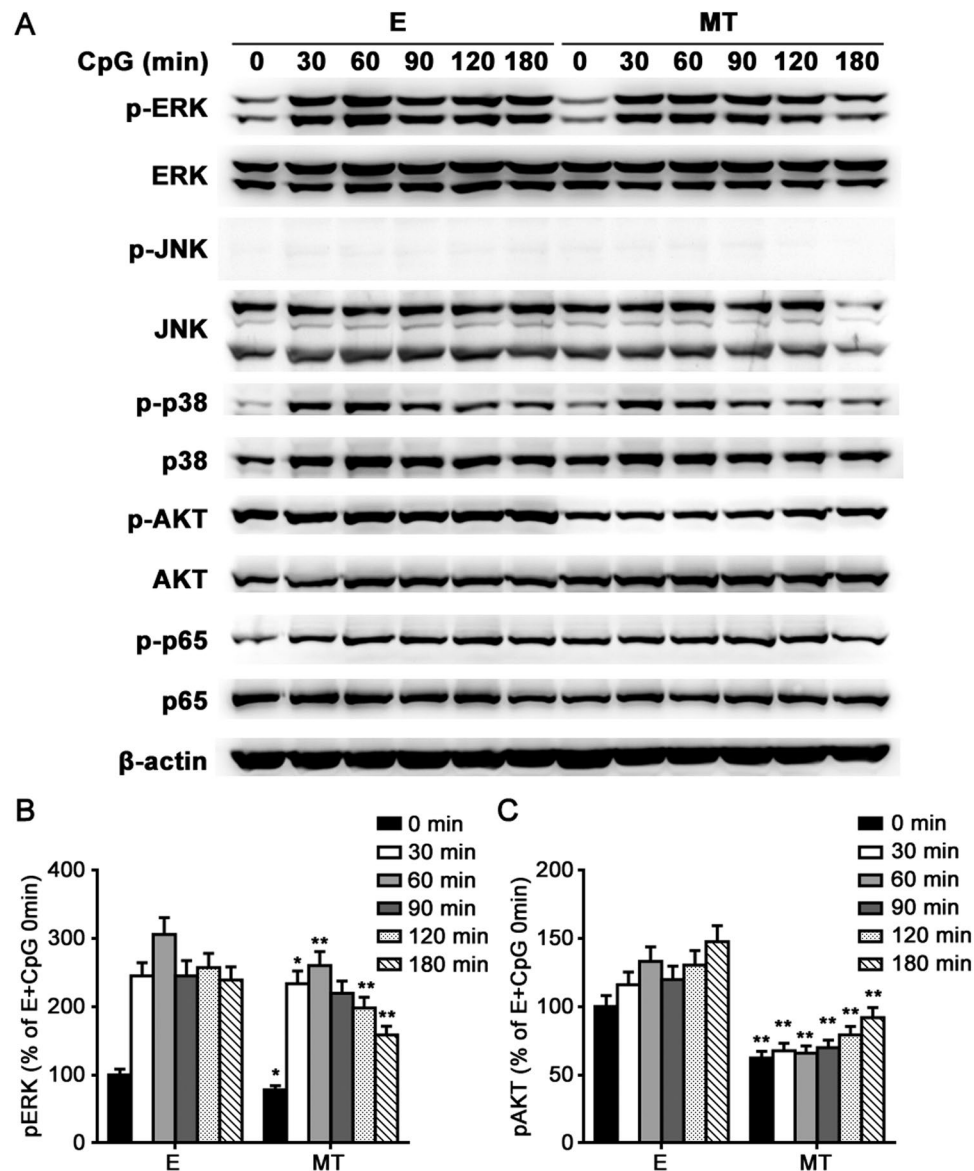 A
E MT
CpG (min) 0 30 60 90 120 180 0 30 60 90 120 180
p-ERK
ERK
p-JNK
JNK
p-p38
p38
p-AKT
AKT
p-p65
p65
β-actin
B
0 min
30 min
60 min
90 min
120 min
180 min
pERK (% of E+CpG 0min)
400
300
200
100
0
* * ** ** **
E MT
C
0 min
30 min
60 min
90 min
120 min
180 min
pAKT (% of E+CpG 0min)
200
150
100
50
0
** ** ** ** ** **
E MT